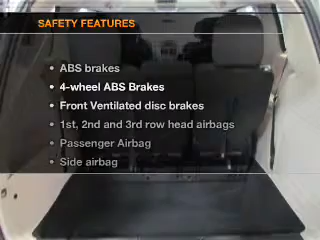 SAFETY FEATURES
• ABS brakes
• 4-wheel ABS Brakes
• Front Ventilated disc brakes
• 1st, 2nd and 3rd row head airbags
• Passenger Airbag
• Side airbag